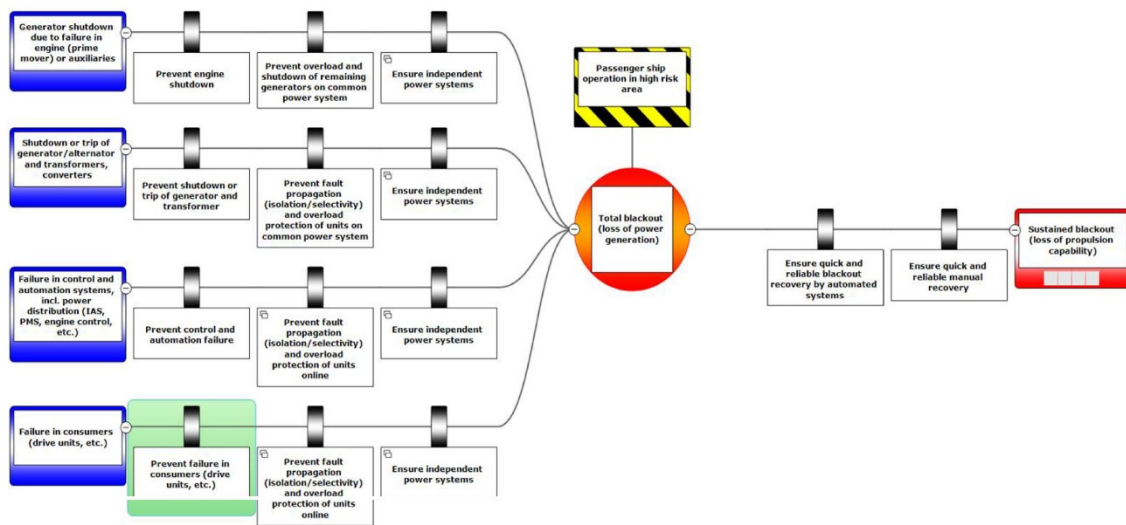 Generator shutdown
due to failure in
engine (prime
mover) or auxiliaries
Prevent engine
shutdown
Prevent overload and
shutdown of remaining
generators on common
power system
Ensure independent
power systems
Passenger ship
operation in high risk
area
Shutdown or trip of
generator/alternator
and transformers,
converters
Prevent shutdown or
trip of generator and
transformer
Prevent fault
propagation
(isolation/selectivity)
and overload
protection of units on
common power system
Ensure independent
power systems
Total blackout
(loss of power
generation)
Ensure quick and
reliable blackout
recovery by automated
systems
Ensure quick and
reliable manual
recovery
Sustained blackout
(loss of propulsion
capability)
Failure in control and
automation systems,
incl. power
distribution (IAS,
PMS, engine control,
etc.)
Prevent control and
automation failure
Prevent fault
propagation
(isolation/selectivity)
and overload
protection of units
online
Ensure independent
power systems
Failure in consumers
(drive units, etc.)
Prevent failure in
consumers (drive
units, etc.)
Prevent fault
propagation
(isolation/selectivity)
and overload
protection of units
online
Ensure independent
power systems